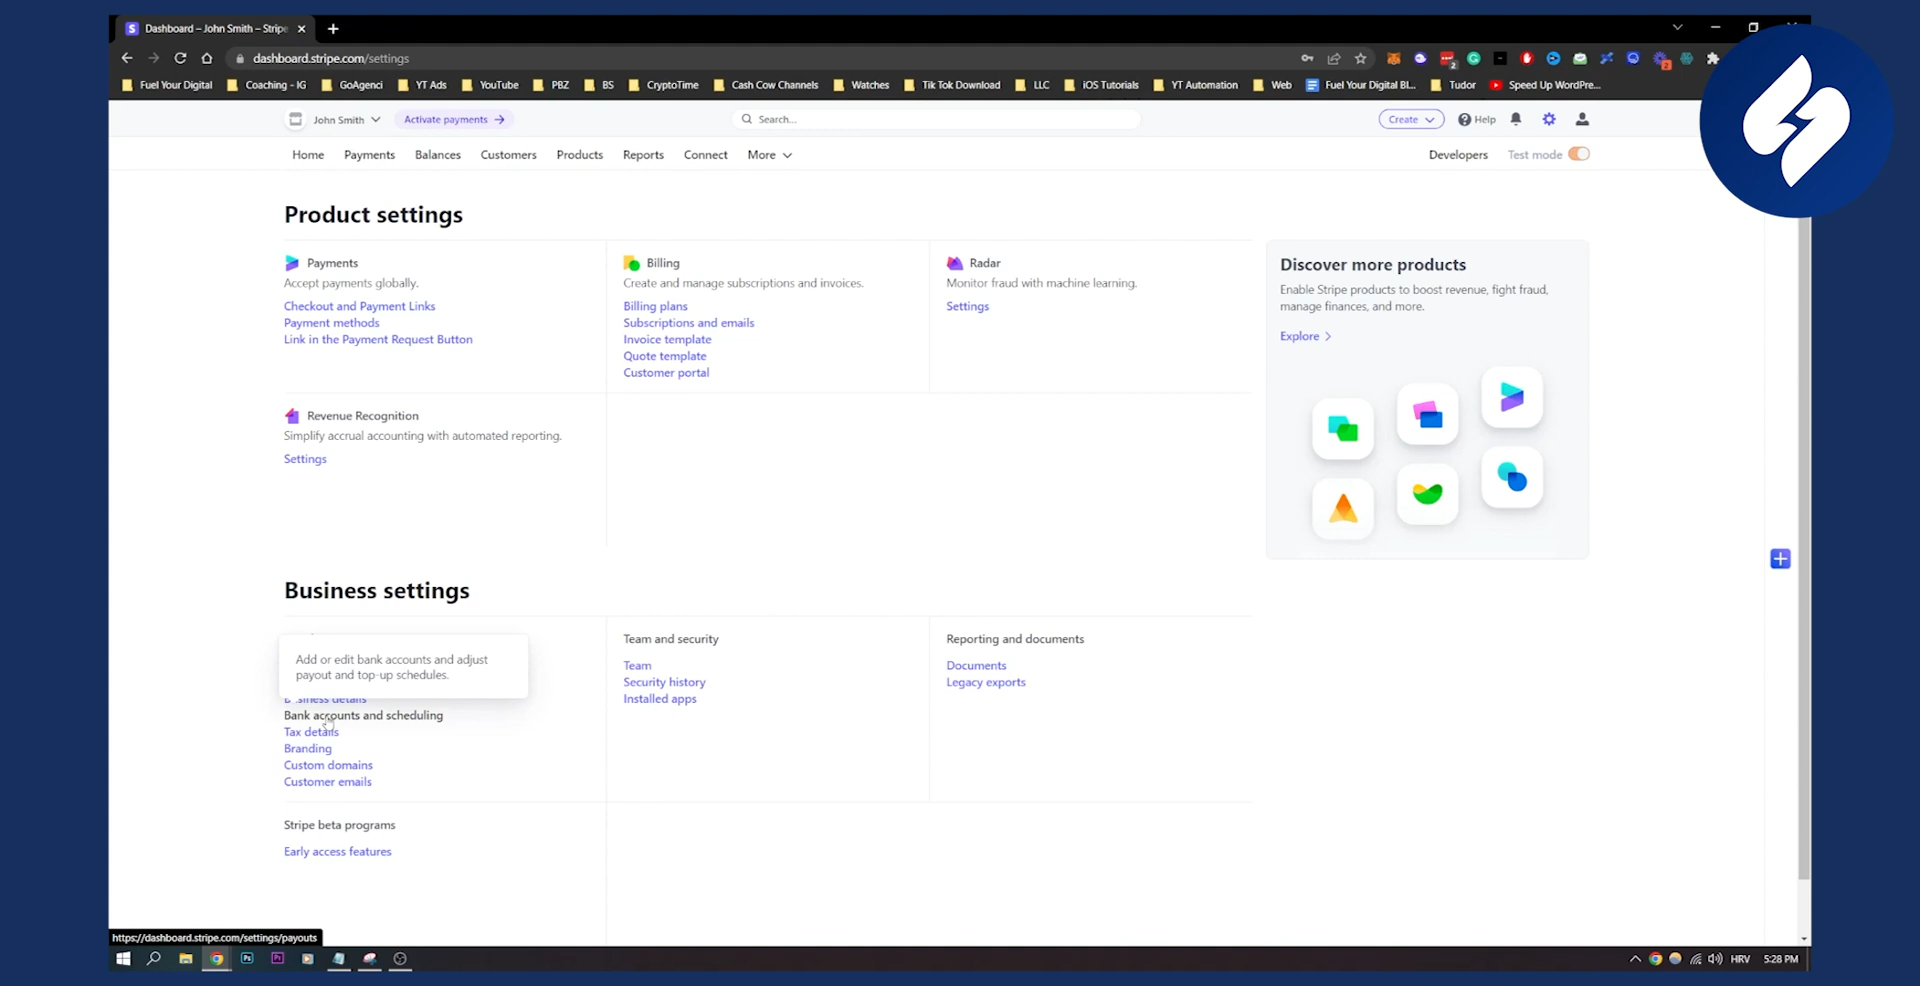 Dashboard – John Smith – Stripe
dashboard.stripe.com/settings
Fuel Your Digital
Coaching - IG
GoAgenci
YT Ads
YouTube
PBZ
BS
CryptoTime
Cash Cow Channels
Watches
Tik Tok Download
LLC
iOS Tutorials
YT Automation
Web
Fuel Your Digital Bl...
Tudor
Speed Up WordPre...
John Smith
Activate payments →
Search...
Create
Help
Home
Payments
Balances
Customers
Products
Reports
Connect
More
Developers
Test mode
Product settings
Payments
Accept payments globally.
Checkout and Payment Links
Payment methods
Link in the Payment Request Button
Billing
Create and manage subscriptions and invoices.
Billing plans
Subscriptions and emails
Invoice template
Quote template
Customer portal
Radar
Monitor fraud with machine learning.
Settings
Discover more products
Enable Stripe products to boost revenue, fight fraud,
manage finances, and more.
Explore >
Revenue Recognition
Simplify accrual accounting with automated reporting.
Settings
Business settings
Add or edit bank accounts and adjust
payout and top-up schedules.
Business details
Bank accounts and scheduling
Tax details
Branding
Custom domains
Customer emails
Team and security
Team
Security history
Installed apps
Reporting and documents
Documents
Legacy exports
Stripe beta programs
Early access features
https://dashboard.stripe.com/settings/payouts
HRV
5:28 PM